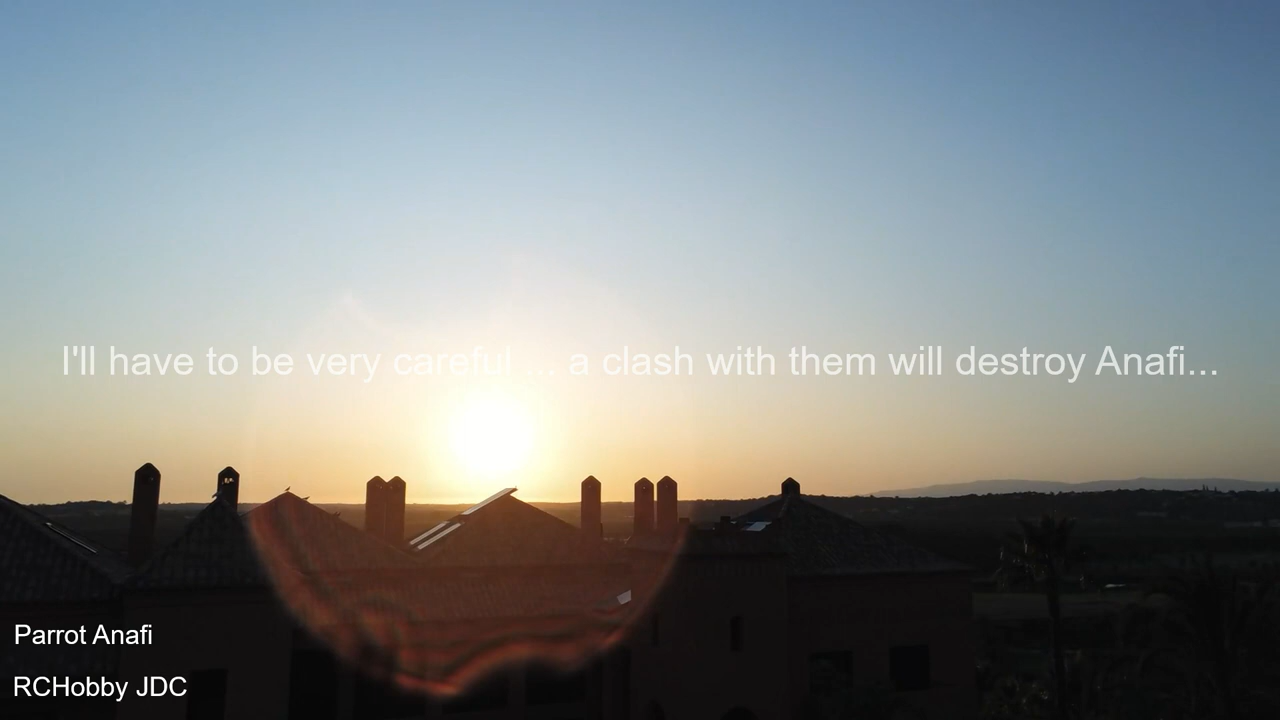 I'll have to be very careful ... a clash with them will destroy Anafi...
Parrot Anafi
RCHobby JDC